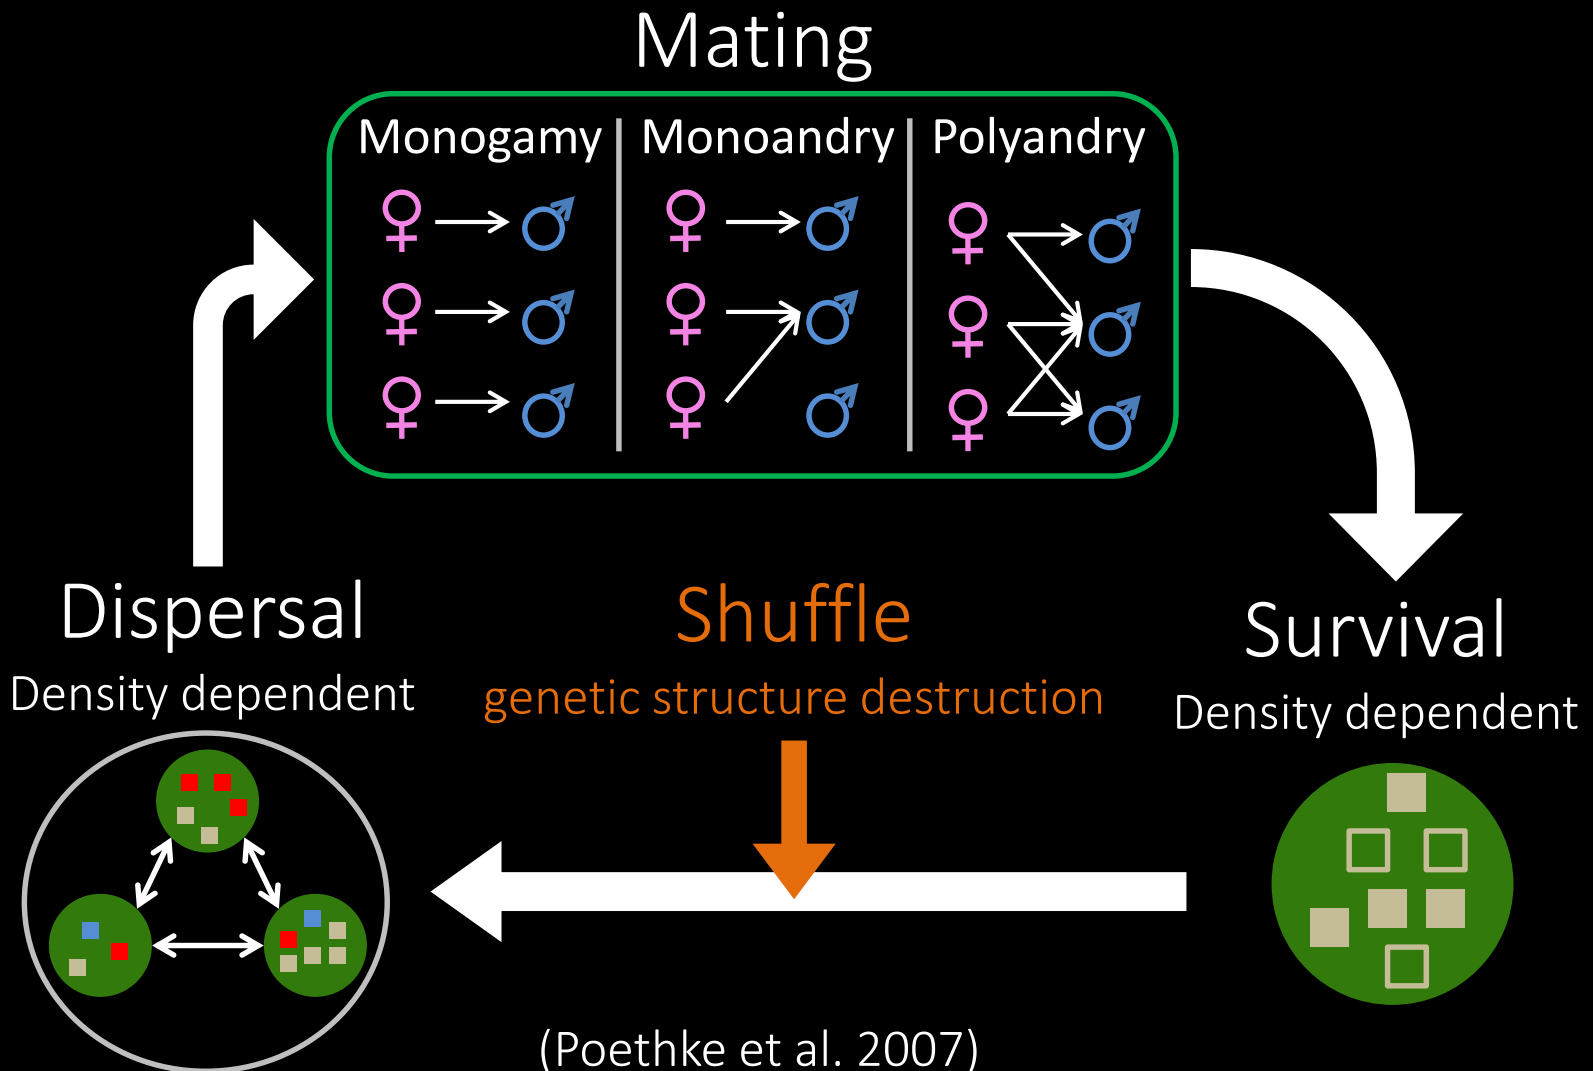 Mating
Monogamy
Monoandry
Polyandry
Dispersal
Density dependent
Shuffle
genetic structure destruction
Survival
Density dependent
(Poethke et al. 2007)